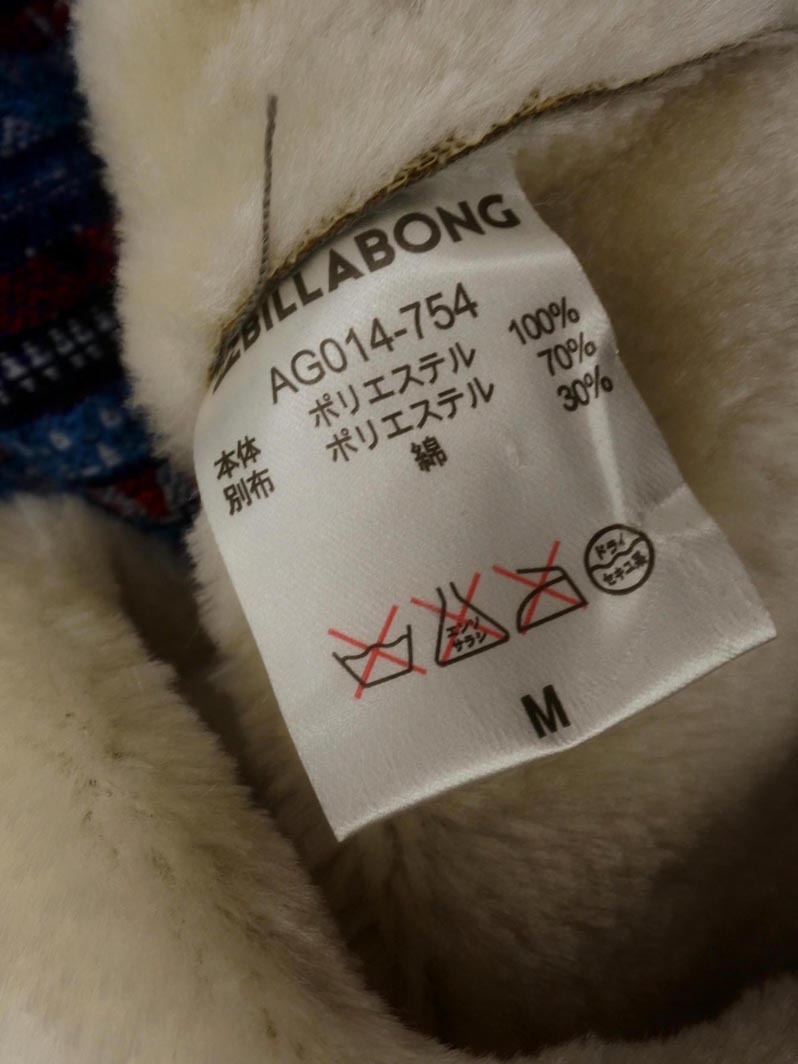 BILLABONG
AG014-754
本体 ポリエステル 100%
別布 ポリエステル 70%
綿 30%
エンソ
サラシ
ドライ
セキユ系
M